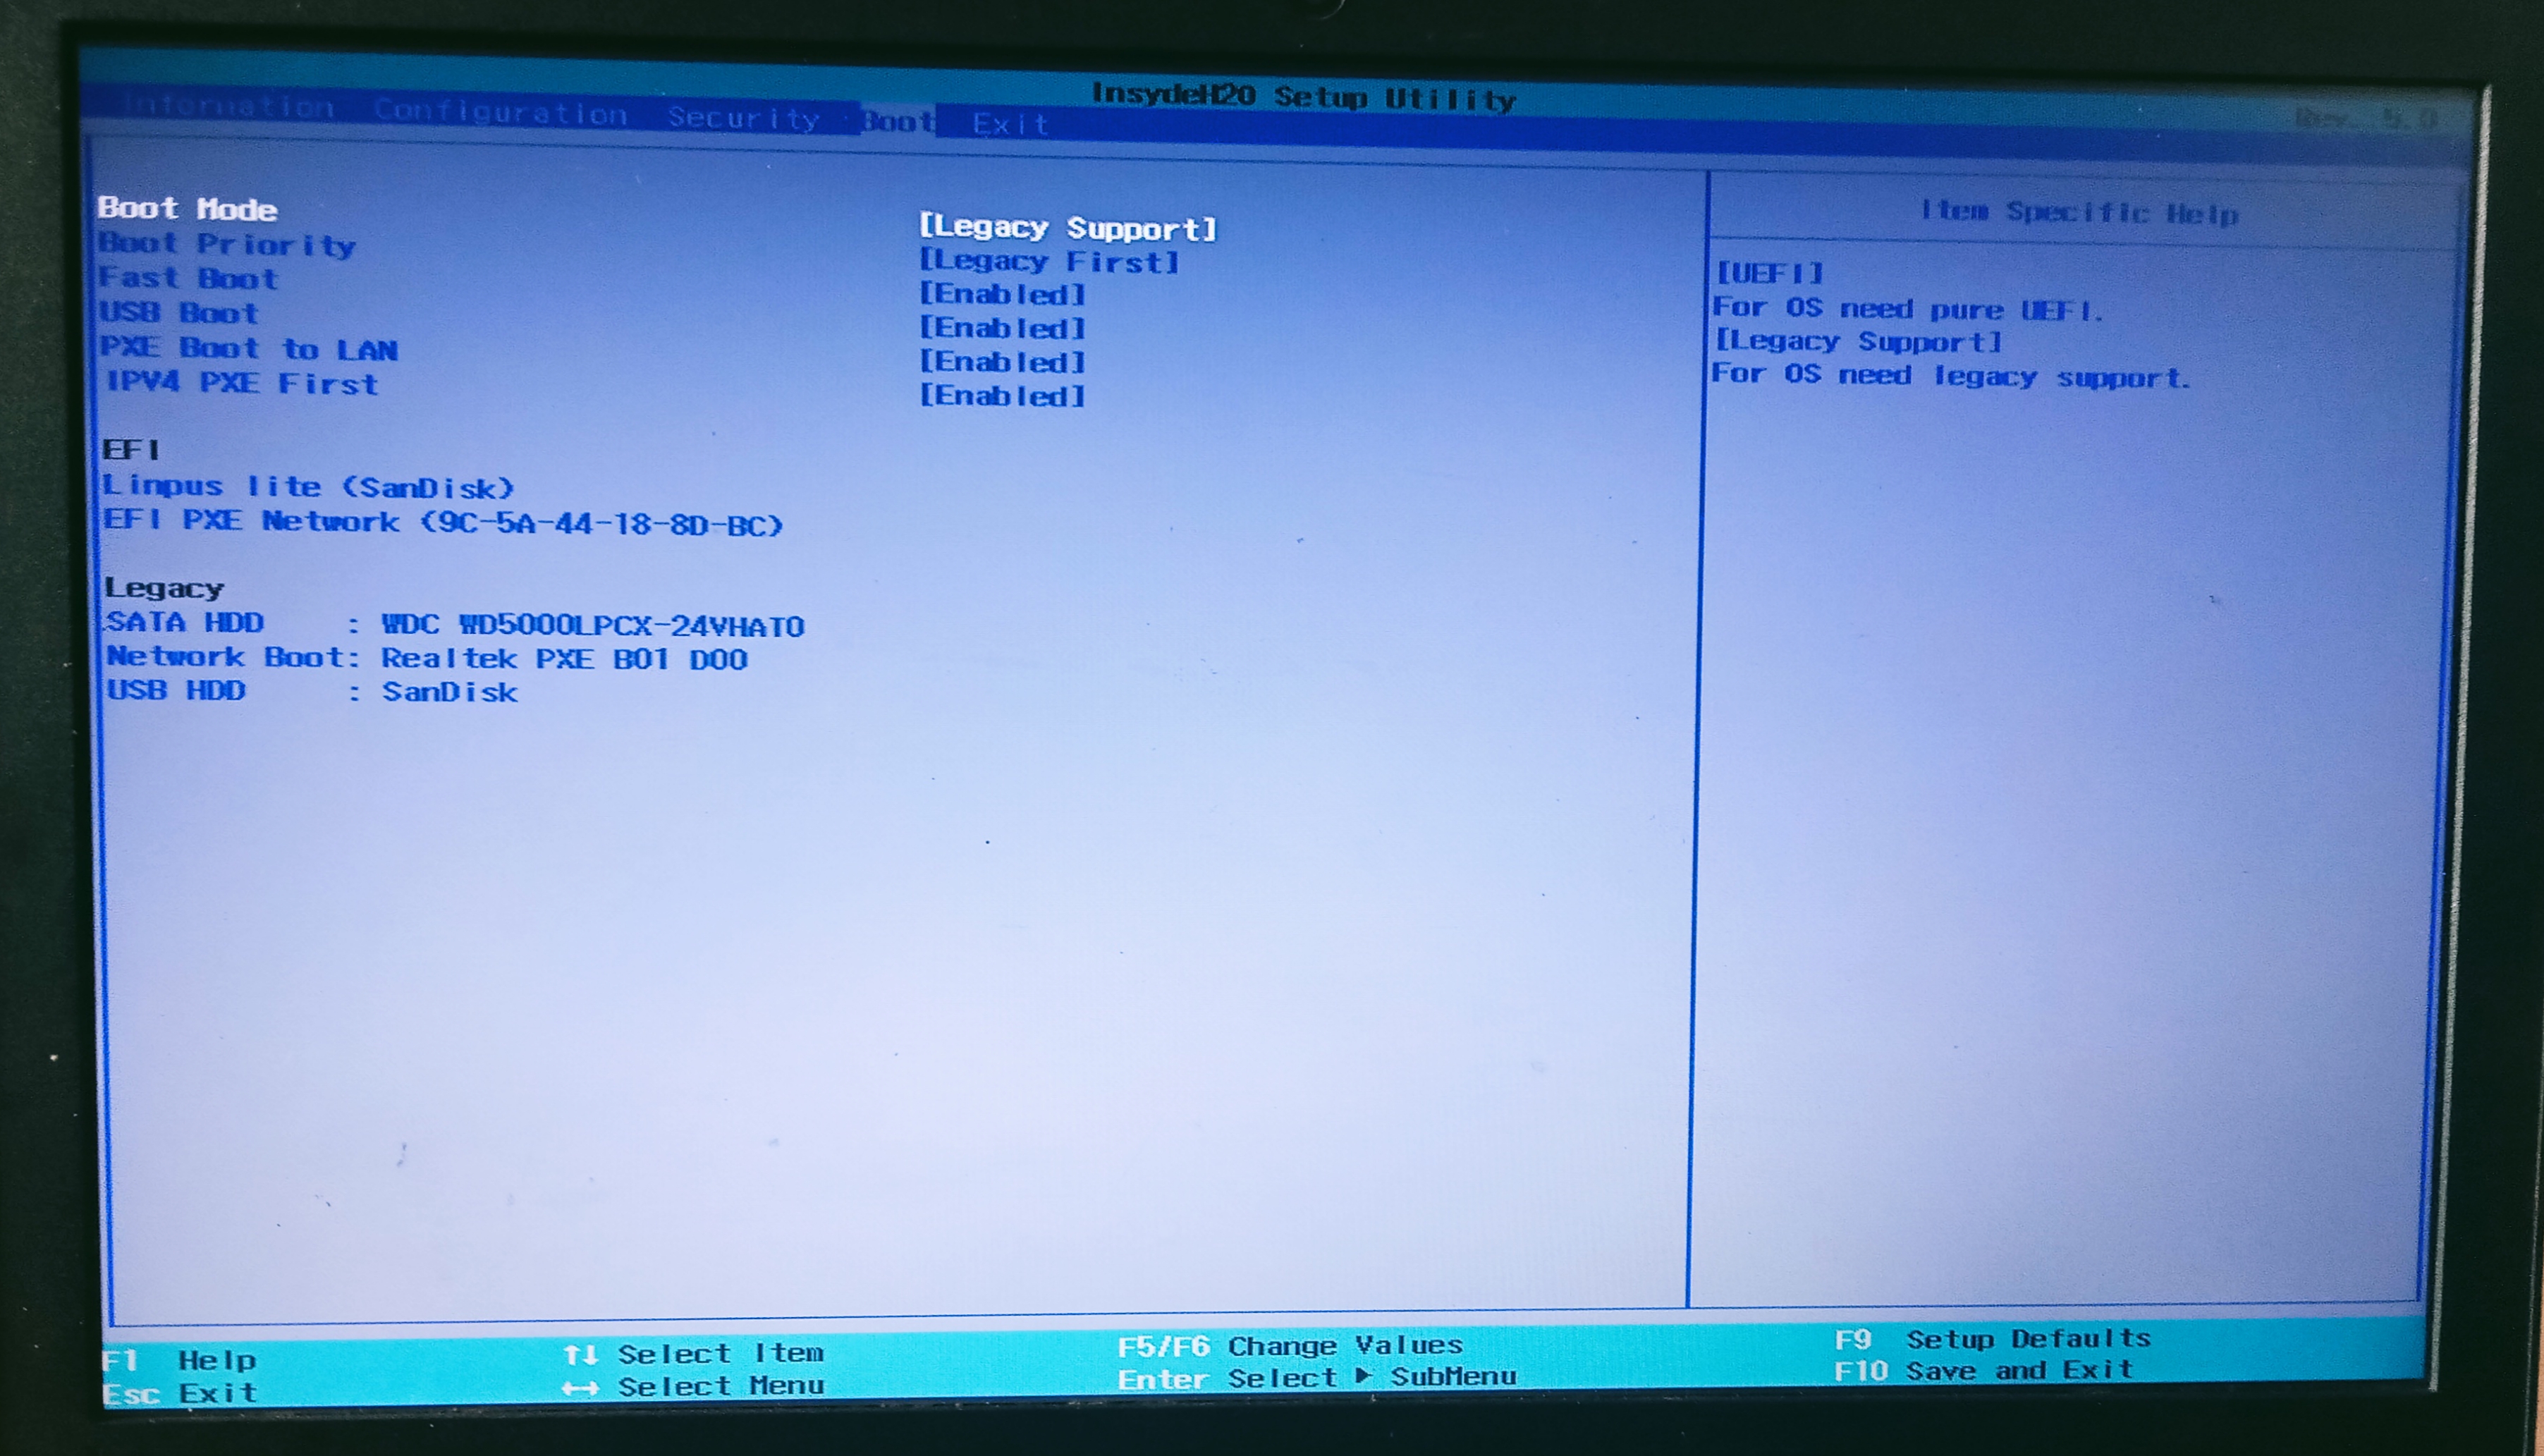 InsydeH20 Setup Utility
Rev. 5.0
Information Configuration Security Boot Exit
Boot Mode [Legacy Support]
Boot Priority [Legacy First]
Fast Boot [Enabled]
USB Boot [Enabled]
PXE Boot to LAN [Enabled]
IPV4 PXE First [Enabled]
EFI
Linpus lite (SanDisk)
EFI PXE Network (9C-5A-44-18-8D-BC)
Legacy
SATA HDD : WDC WD5000LPCX-24VHAT0
Network Boot: Realtek PXE B01 D00
USB HDD : SanDisk
Item Specific Help
[UEFI]
For OS need pure UEFI.
[Legacy Support]
For OS need legacy support.
F1 Help ↑↓ Select Item F5/F6 Change Values F9 Setup Defaults
Esc Exit ↔ Select Menu Enter Select ▶ SubMenu F10 Save and Exit